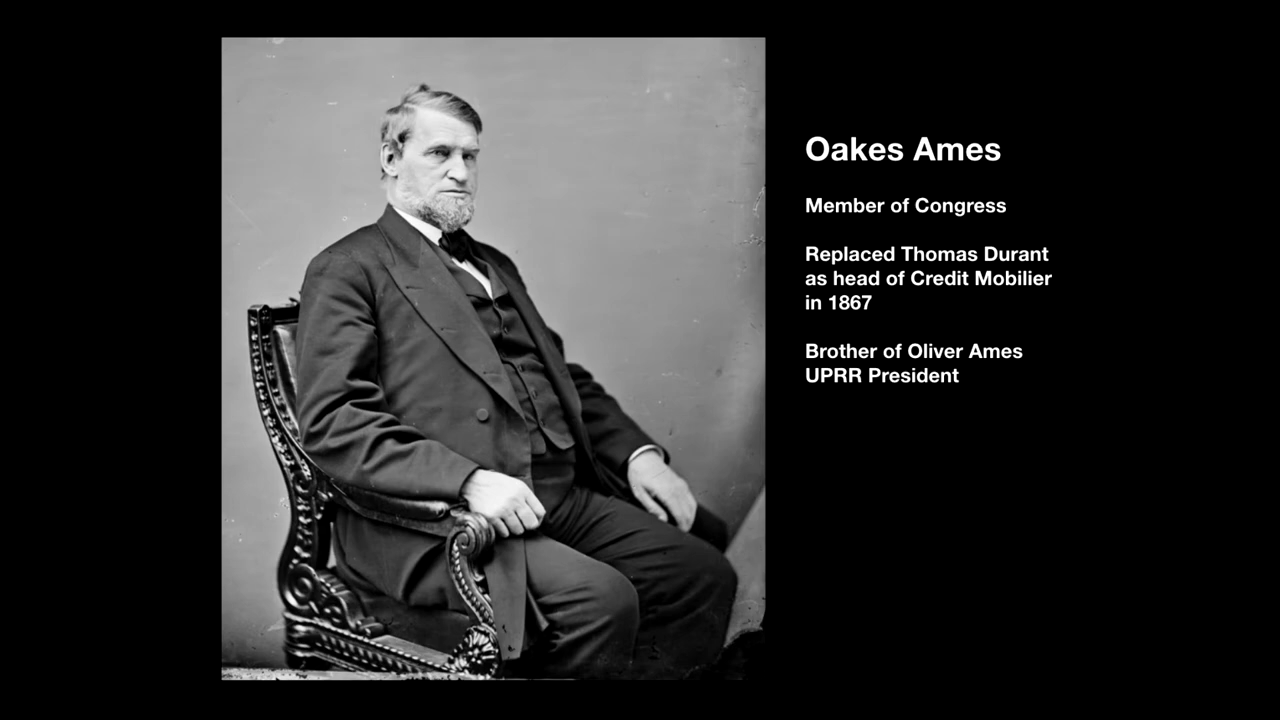 Oakes Ames
Member of Congress
Replaced Thomas Durant
as head of Credit Mobilier
in 1867
Brother of Oliver Ames
UPRR President